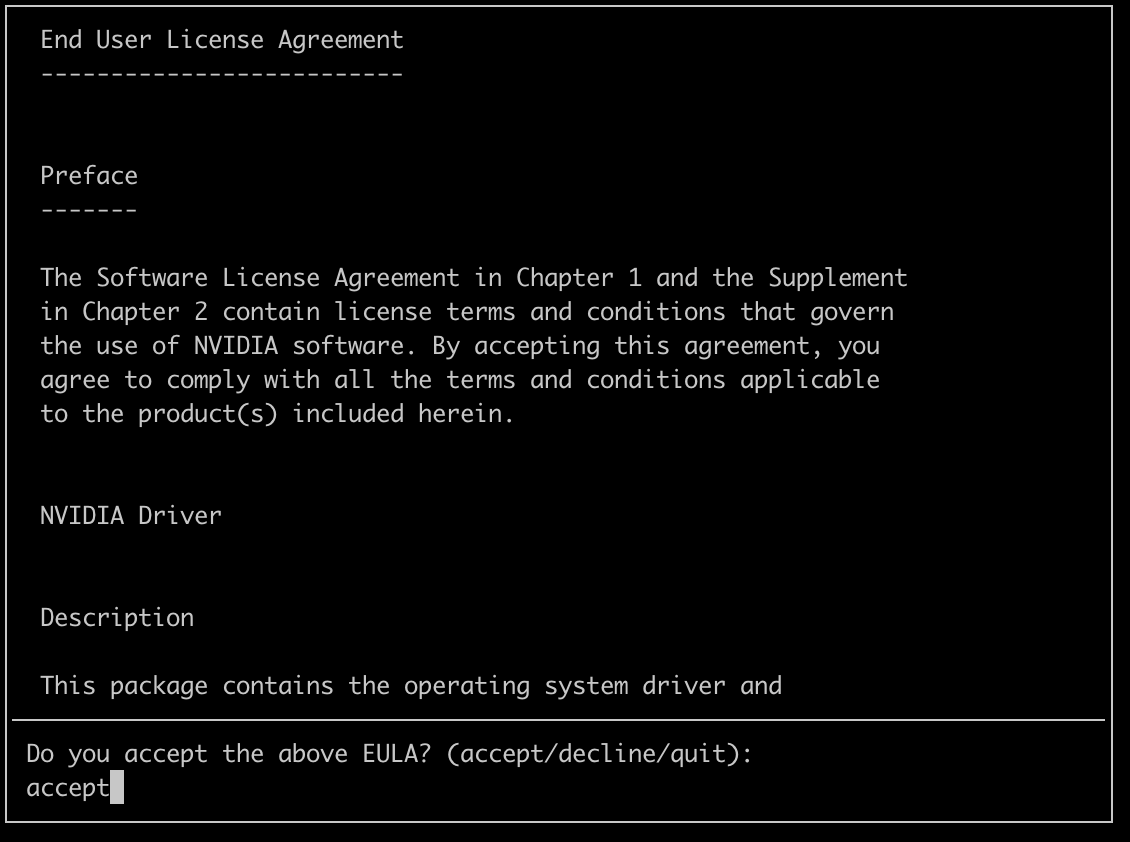 End User License Agreement
--------------------------
Preface
-------
The Software License Agreement in Chapter 1 and the Supplement
in Chapter 2 contain license terms and conditions that govern
the use of NVIDIA software. By accepting this agreement, you
agree to comply with all the terms and conditions applicable
to the product(s) included herein.
NVIDIA Driver
Description
This package contains the operating system driver and
Do you accept the above EULA? (accept/decline/quit):
accept